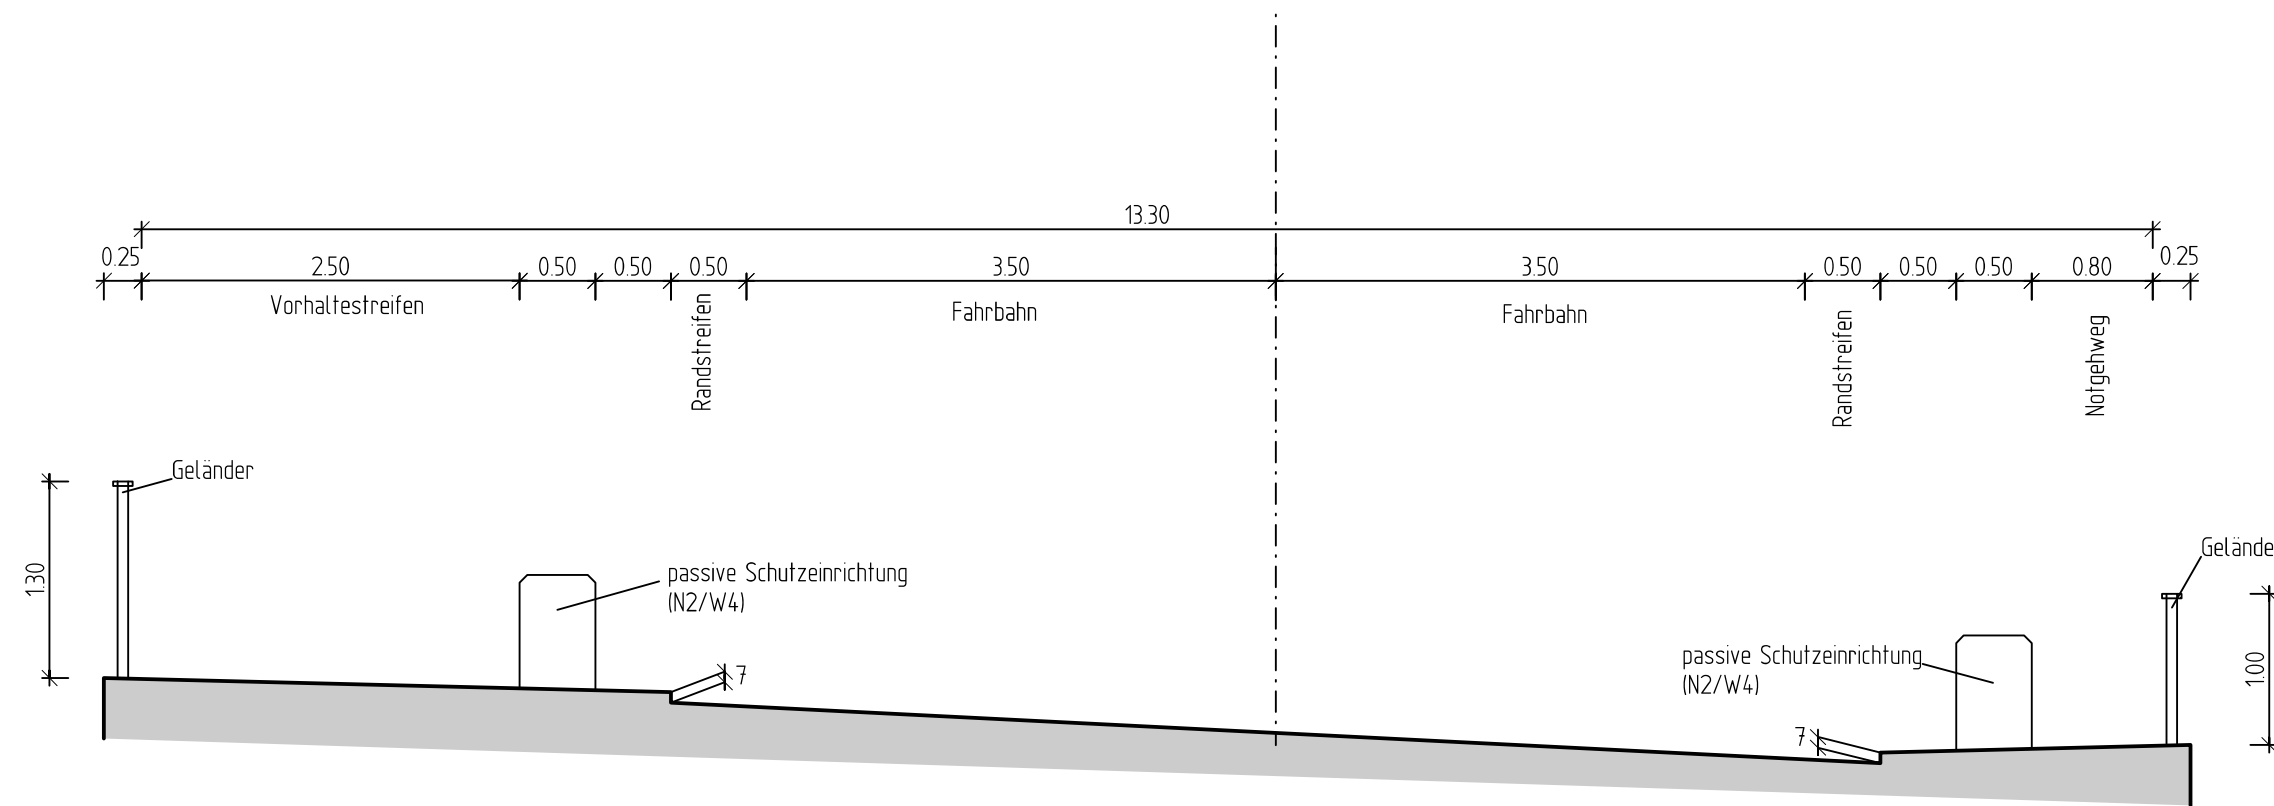 13.30
0.25
2.50
0.50
0.50
0.50
3.50
3.50
0.50
0.50
0.50
0.80
0.25
Vorhaltestreifen
Randstreifen
Fahrbahn
Fahrbahn
Randstreifen
Notgehweg
Geländer
1.30
passive Schutzeinrichtung
(N2/W4)
7
Gelände
passive Schutzeinrichtung
(N2/W4)
7
1.00